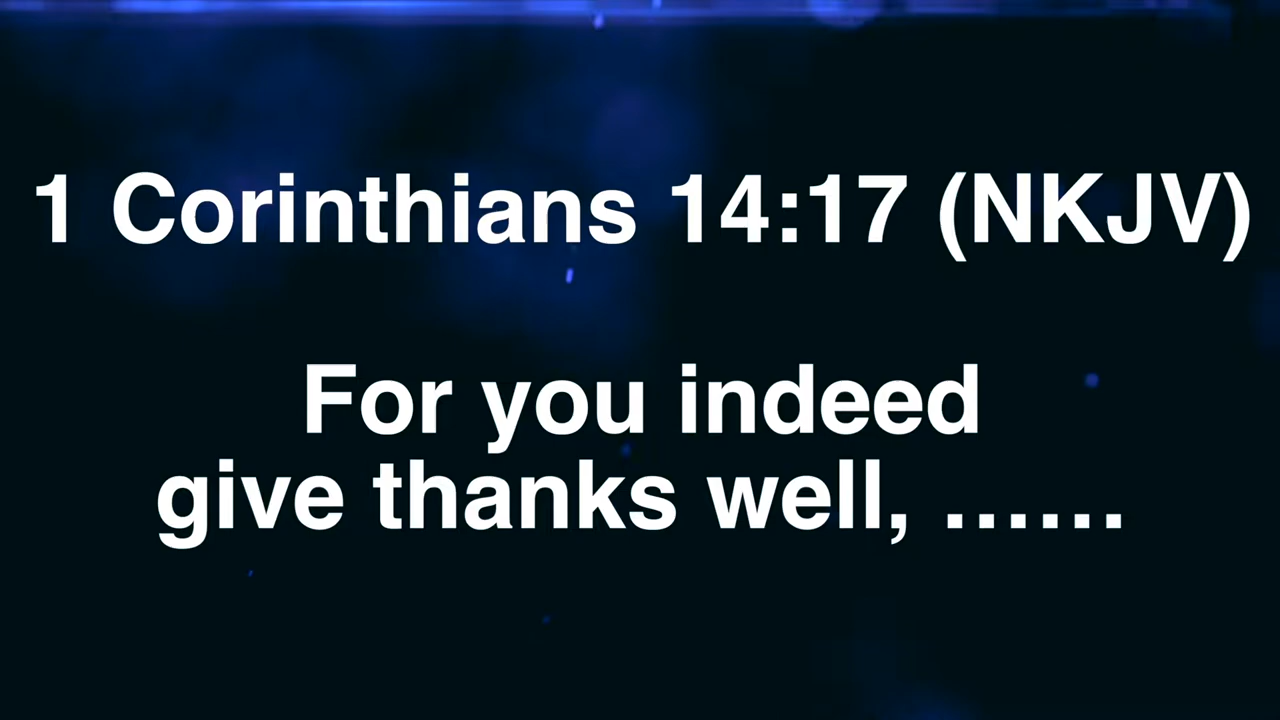 1 Corinthians 14:17 (NKJV)
For you indeed
give thanks well, ......